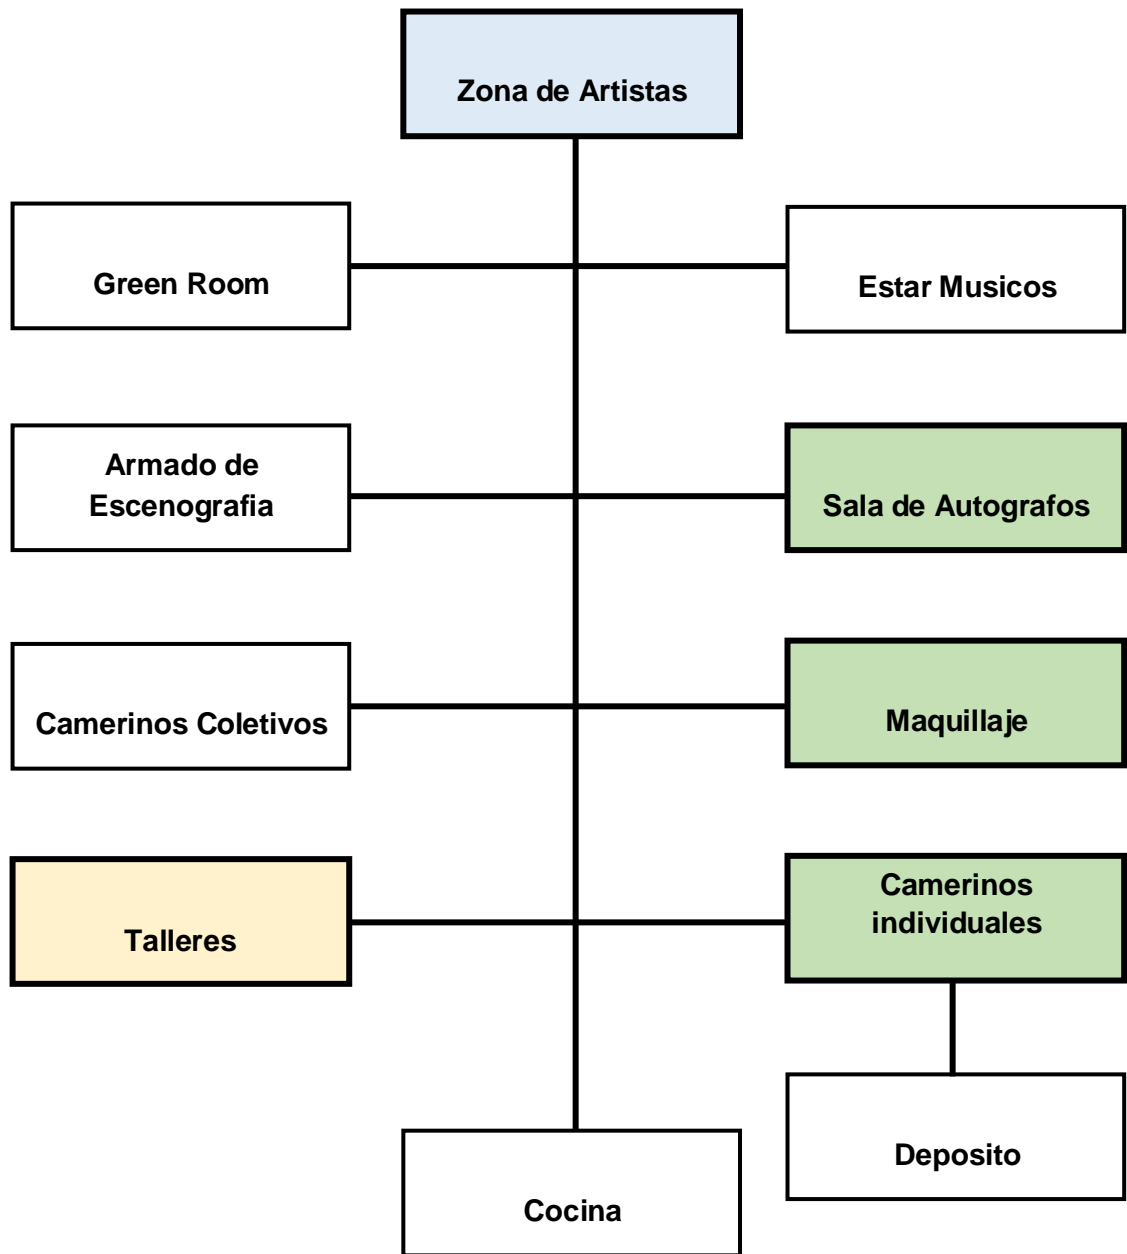 Zona de Artistas
Green Room
Estar Musicos
Armado de
Escenografia
Sala de Autografos
Camerinos Coletivos
Maquillaje
Talleres
Camerinos
individuales
Deposito
Cocina